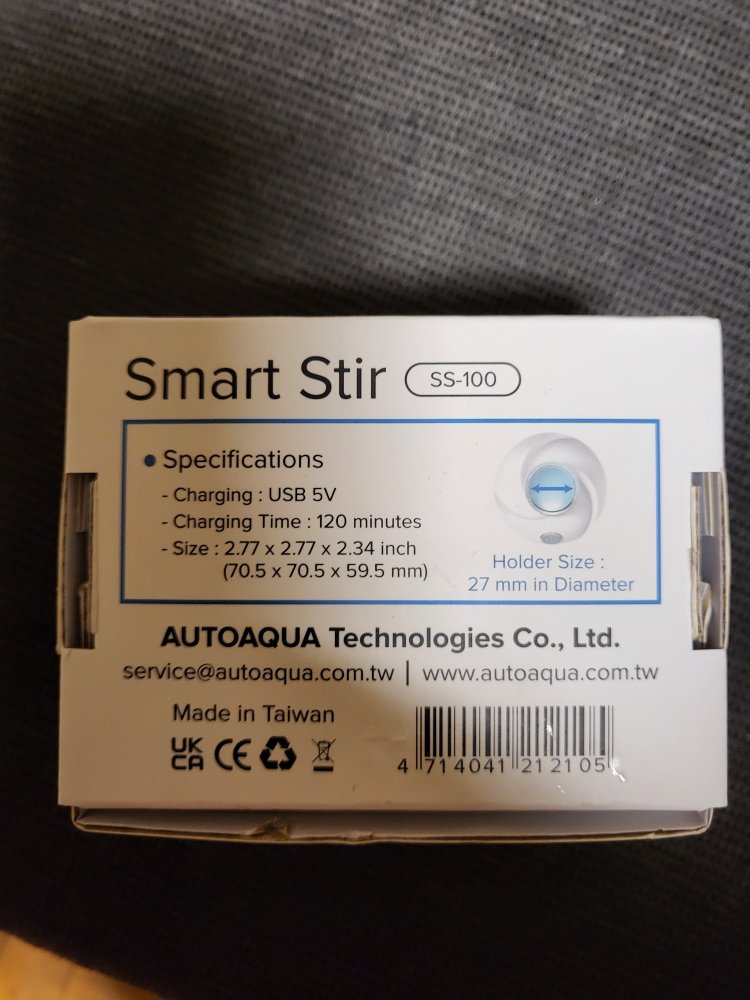 Smart Stir SS-100
• Specifications
- Charging : USB 5V
- Charging Time : 120 minutes
- Size : 2.77 x 2.77 x 2.34 inch
(70.5 x 70.5 x 59.5 mm)
Holder Size :
27 mm in Diameter
AUTOAQUA Technologies Co., Ltd.
service@autoaqua.com.tw | www.autoaqua.com.tw
Made in Taiwan
UK
CA CE
4 714041 212105